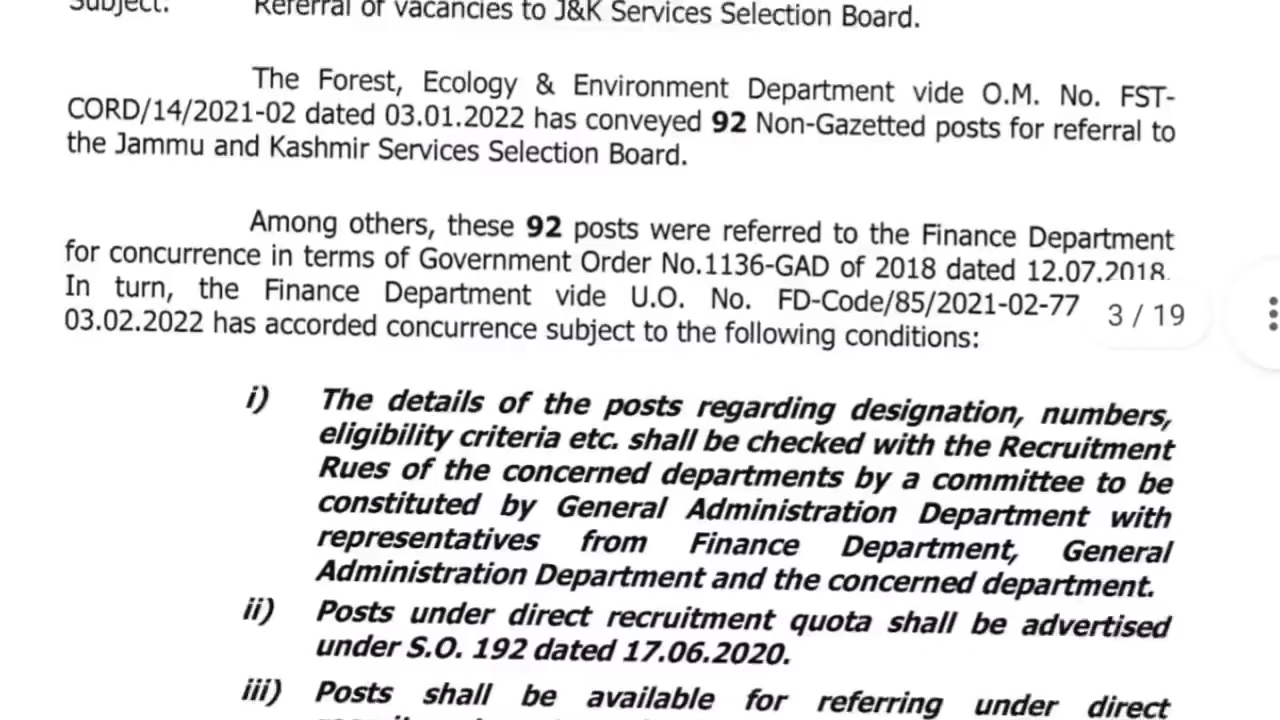 Subject: Referral of vacancies to J&K Services Selection Board.
The Forest, Ecology & Environment Department vide O.M. No. FST-
CORD/14/2021-02 dated 03.01.2022 has conveyed 92 Non-Gazetted posts for referral to
the Jammu and Kashmir Services Selection Board.
Among others, these 92 posts were referred to the Finance Department
for concurrence in terms of Government Order No.1136-GAD of 2018 dated 12.07.2018.
In turn, the Finance Department vide U.O. No. FD-Code/85/2021-02-77
3 / 19
03.02.2022 has accorded concurrence subject to the following conditions:
i) The details of the posts regarding designation, numbers,
eligibility criteria etc. shall be checked with the Recruitment
Rues of the concerned departments by a committee to be
constituted by General Administration Department with
representatives from Finance Department, General
Administration Department and the concerned department.
ii) Posts under direct recruitment quota shall be advertised
under S.O. 192 dated 17.06.2020.
iii) Posts shall be available for referring under direct